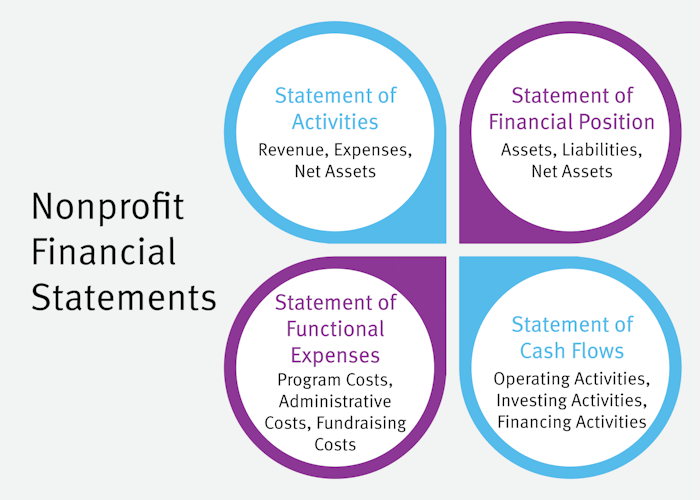 Nonprofit
Financial
Statements
Statement of
Activities
Revenue, Expenses,
Net Assets
Statement of
Financial Position
Assets, Liabilities,
Net Assets
Statement of
Functional
Expenses
Program Costs,
Administrative
Costs, Fundraising
Costs
Statement of
Cash Flows
Operating Activities,
Investing Activities,
Financing Activities